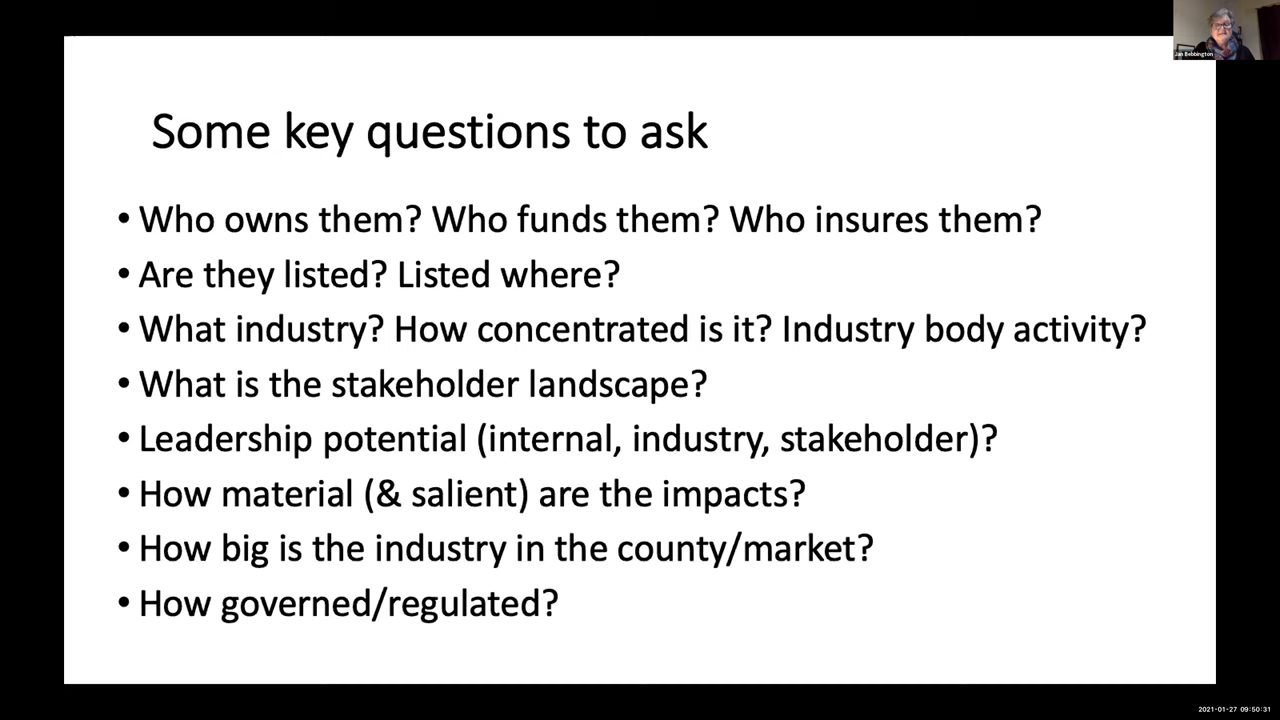 Jan Bebbington
Some key questions to ask
• Who owns them? Who funds them? Who insures them?
• Are they listed? Listed where?
• What industry? How concentrated is it? Industry body activity?
• What is the stakeholder landscape?
• Leadership potential (internal, industry, stakeholder)?
• How material (& salient) are the impacts?
• How big is the industry in the county/market?
• How governed/regulated?
2021-01-27 09:50:31